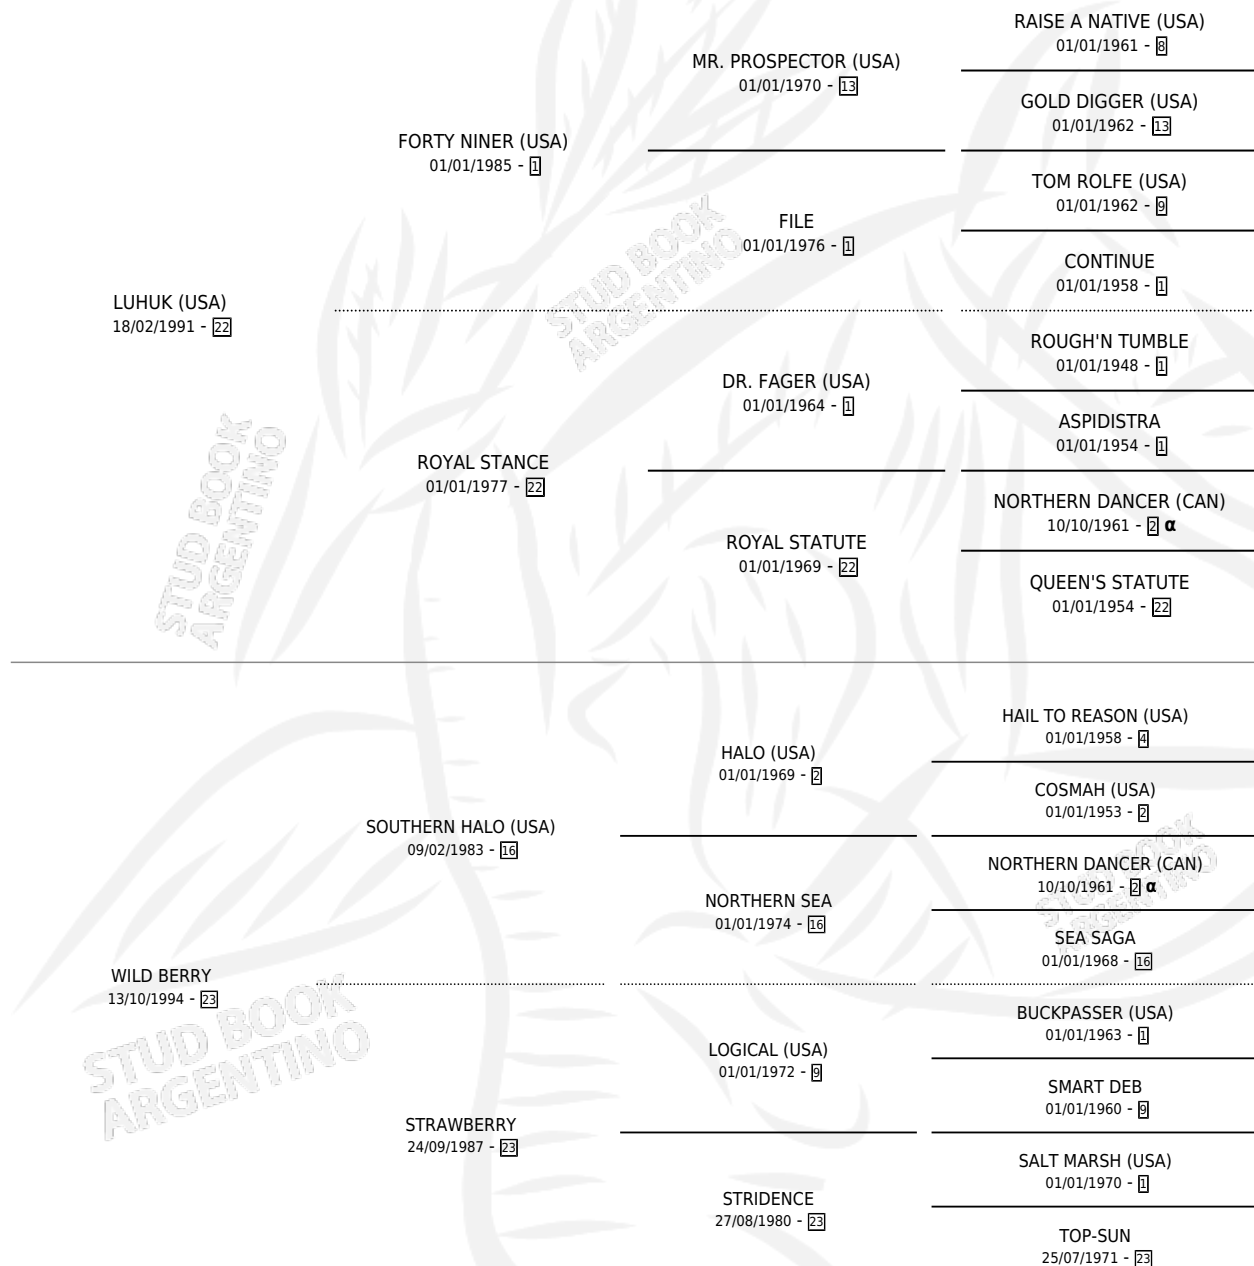 RAISE A NATIVE (USA)
01/01/1961 - 8
MR. PROSPECTOR (USA)
01/01/1970 - 13
GOLD DIGGER (USA)
01/01/1962 - 13
FORTY NINER (USA)
01/01/1985 - 1
TOM ROLFE (USA)
01/01/1962 - 9
FILE
01/01/1976 - 1
CONTINUE
01/01/1958 - 1
LUHUK (USA)
18/02/1991 - 22
ROUGH'N TUMBLE
01/01/1948 - 1
DR. FAGER (USA)
01/01/1964 - 1
ASPIDISTRA
01/01/1954 - 1
ROYAL STANCE
01/01/1977 - 22
NORTHERN DANCER (CAN)
10/10/1961 - 2 α
ROYAL STATUTE
01/01/1969 - 22
QUEEN'S STATUTE
01/01/1954 - 22
HAIL TO REASON (USA)
01/01/1958 - 4
HALO (USA)
01/01/1969 - 2
COSMAH (USA)
01/01/1953 - 2
SOUTHERN HALO (USA)
09/02/1983 - 16
NORTHERN DANCER (CAN)
10/10/1961 - 2 α
NORTHERN SEA
01/01/1974 - 16
SEA SAGA
01/01/1968 - 16
WILD BERRY
13/10/1994 - 23
BUCKPASSER (USA)
01/01/1963 - 1
LOGICAL (USA)
01/01/1972 - 9
SMART DEB
01/01/1960 - 9
STRAWBERRY
24/09/1987 - 23
SALT MARSH (USA)
01/01/1970 - 1
STRIDENCE
27/08/1980 - 23
TOP-SUN
25/07/1971 - 23
STUD BOOK
ARGENTINO
STUD BOOK
ARGENTINO
STUD BOOK
ARGENTINO
STUD BOOK
ARGENTINO